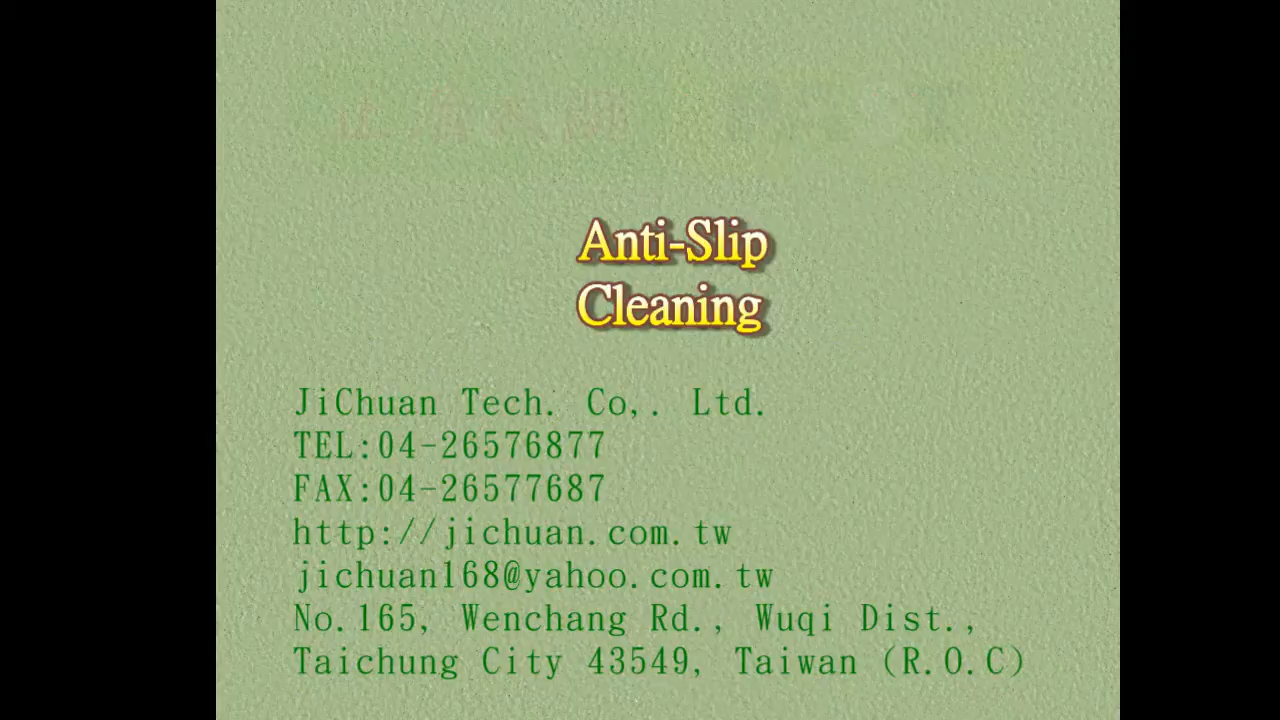 Anti-Slip
Cleaning
JiChuan Tech. Co,. Ltd.
TEL:04-26576877
FAX:04-26577687
http://jichuan.com.tw
jichuan168@yahoo.com.tw
No.165, Wenchang Rd., Wuqi Dist.,
Taichung City 43549, Taiwan (R.O.C)